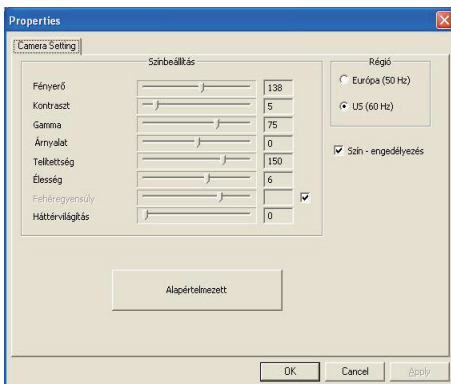 Properties
Camera Setting
Színbeállítás
Fényerő 138
Kontraszt 5
Gamma 75
Árnyalat 0
Telítettség 150
Élesség 6
Fehéregyensúly
Háttérvilágítás 0
Régió
Európa (50 Hz)
US (60 Hz)
Szín - engedélyezés
Alapértelmezett
OK Cancel Apply